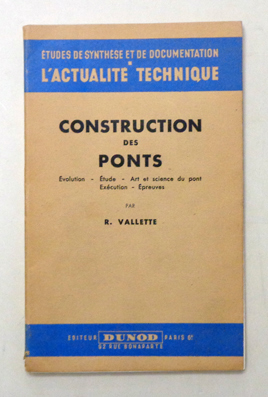 ÉTUDES DE SYNTHÈSE ET DE DOCUMENTATION
L'ACTUALITÉ TECHNIQUE
CONSTRUCTION
DES
PONTS
Évolution - Étude - Art et science du pont
Exécution - Épreuves
PAR
R. VALLETTE
EDITEUR DUNOD PARIS 6e
92 RUE BONAPARTE